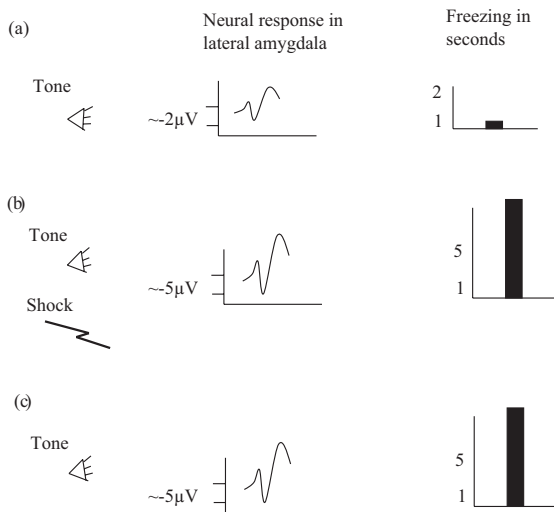 Neural response in
lateral amygdala
Freezing in
seconds
(a)
Tone
~-2µV
2
1
(b)
Tone
~-5µV
Shock
5
1
(c)
Tone
~-5µV
5
1